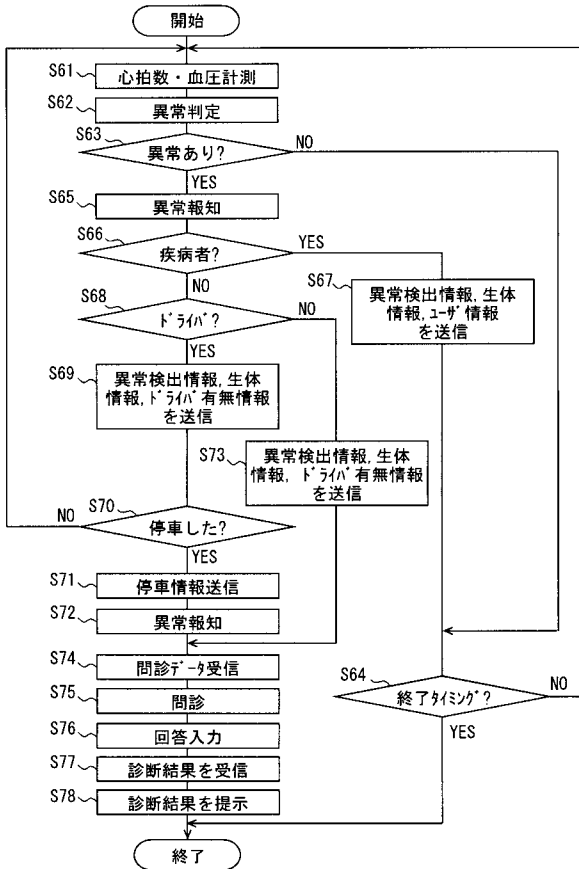 開始
S61
心拍数・血圧計測
S62
異常判定
S63
異常あり?
NO
YES
S65
異常報知
S66
疾病者?
YES
NO
S67
異常検出情報,生体
情報,ユーザ情報
を送信
S68
ドライバ?
NO
YES
S69
異常検出情報,生体
情報,ドライバ有無情報
を送信
S73
異常検出情報,生体
情報, ドライバ有無情報
を送信
S70
停車した?
NO
YES
S71
停車情報送信
S72
異常報知
S74
問診データ受信
S64
終了タイミング?
NO
YES
S75
問診
S76
回答入力
S77
診断結果を受信
S78
診断結果を提示
終了